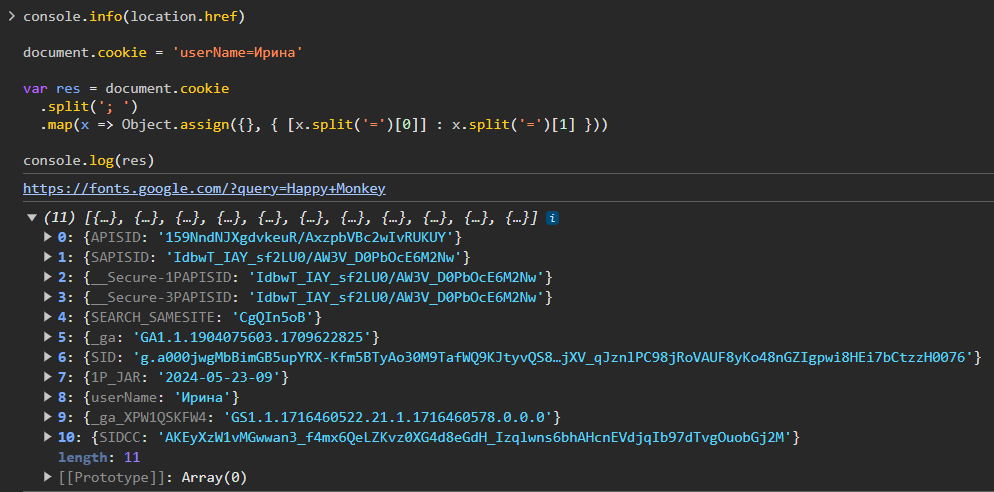 console.info(location.href)
document.cookie = 'userName=Ирина'
var res = document.cookie
.split('; ')
.map(x => Object.assign({}, { [x.split('=')[0]] : x.split('=')[1] }))
console.log(res)
https://fonts.google.com/?query=Happy+Monkey
(11) [{…}, {…}, {…}, {…}, {…}, {…}, {…}, {…}, {…}, {…}, {…}] i
0: {APISID: '159NndNJXgdvkeuR/AxzpbVBc2wIvRUKUY'}
1: {SAPISID: 'IdbwT_IAY_sf2LU0/AW3V_D0PbOcE6M2Nw'}
2: {__Secure-1PAPISID: 'IdbwT_IAY_sf2LU0/AW3V_D0PbOcE6M2Nw'}
3: {__Secure-3PAPISID: 'IdbwT_IAY_sf2LU0/AW3V_D0PbOcE6M2Nw'}
4: {SEARCH_SAMESITE: 'CgQIn5oB'}
5: {_ga: 'GA1.1.1904075603.1709622825'}
6: {SID: 'g.a000jwgMbBimGB5upYRX-Kfm5BTyAo30M9TafWQ9KJtyvQS8…jXV_qJznlPC98jRoVAUF8yKo48nGZIgpwi8HEi7bCtzzH0076'}
7: {1P_JAR: '2024-05-23-09'}
8: {userName: 'Ирина'}
9: {_ga_XPW1QSKFW4: 'GS1.1.1716460522.21.1.1716460578.0.0.0'}
10: {SIDCC: 'AKEyXzW1vMGwwan3_f4mx6QeLZKvz0XG4d8eGdH_Izqlwns6bhAHcnEVdjqIb97dTvgOuobGj2M'}
length: 11
[[Prototype]]: Array(0)